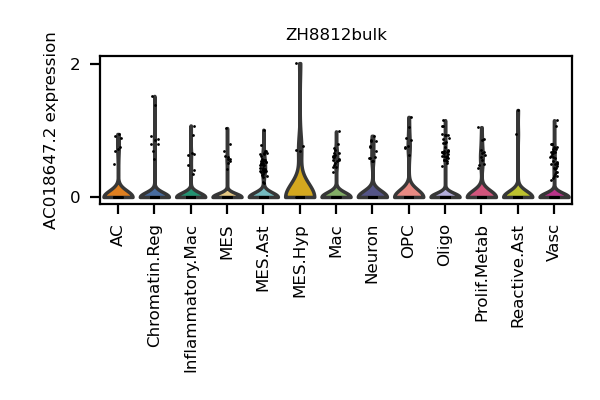 ZH8812bulk
AC018647.2 expression
2
0
AC
Chromatin.Reg
Inflammatory.Mac
MES
MES.Ast
MES.Hyp
Mac
Neuron
OPC
Oligo
Prolif.Metab
Reactive.Ast
Vasc